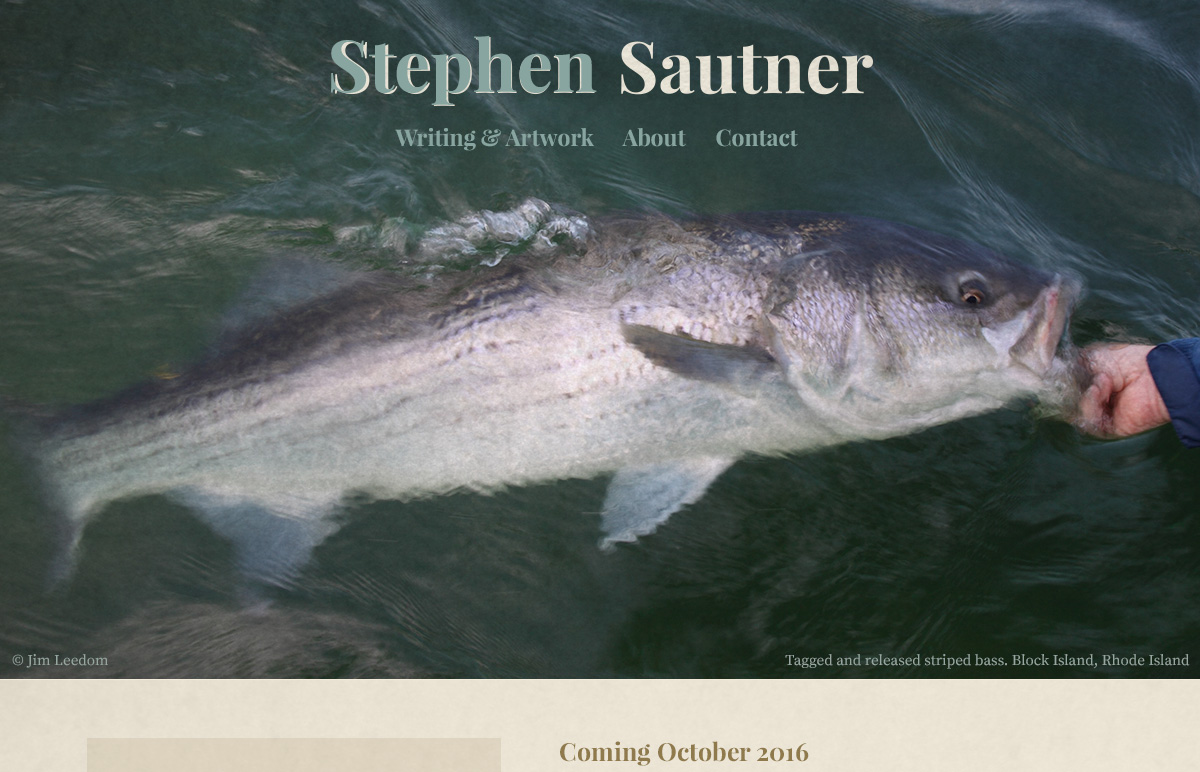 Stephen Sautner
Writing & Artwork About Contact
© Jim Leedom
Tagged and released striped bass. Block Island, Rhode Island
Coming October 2016